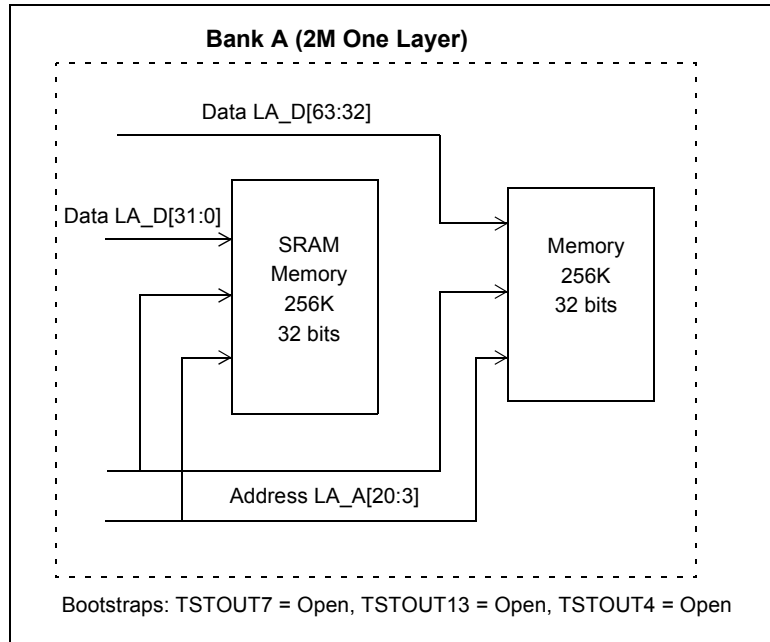 Bank A (2M One Layer)
Data LA_D[63:32]
Data LA_D[31:0]
SRAM
Memory
256K
32 bits
Memory
256K
32 bits
Address LA_A[20:3]
Bootstraps: TSTOUT7 = Open, TSTOUT13 = Open, TSTOUT4 = Open